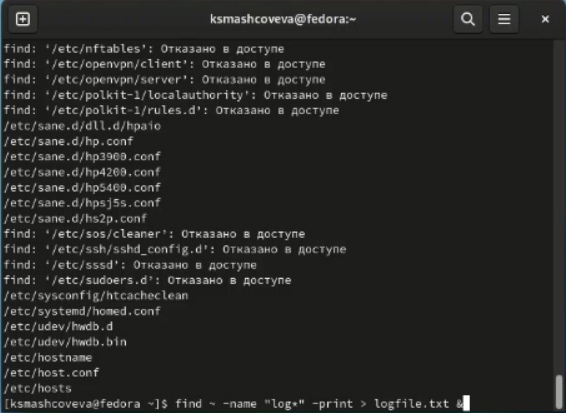 ksmashcoveva@fedora:~
find: ‘/etc/nftables’: Отказано в доступе
find: ‘/etc/openvpn/client’: Отказано в доступе
find: ‘/etc/openvpn/server’: Отказано в доступе
find: ‘/etc/polkit-1/localauthority’: Отказано в доступе
find: ‘/etc/polkit-1/rules.d’: Отказано в доступе
/etc/sane.d/dll.d/hpaio
/etc/sane.d/hp.conf
/etc/sane.d/hp3900.conf
/etc/sane.d/hp4200.conf
/etc/sane.d/hp5400.conf
/etc/sane.d/hpsj5s.conf
/etc/sane.d/hs2p.conf
find: ‘/etc/sos/cleaner’: Отказано в доступе
find: ‘/etc/ssh/sshd_config.d’: Отказано в доступе
find: ‘/etc/sssd’: Отказано в доступе
find: ‘/etc/sudoers.d’: Отказано в доступе
/etc/sysconfig/htcacheclean
/etc/systemd/homed.conf
/etc/udev/hwdb.d
/etc/udev/hwdb.bin
/etc/hostname
/etc/host.conf
/etc/hosts
[ksmashcoveva@fedora ~]$ find ~ -name "log*" -print > logfile.txt &